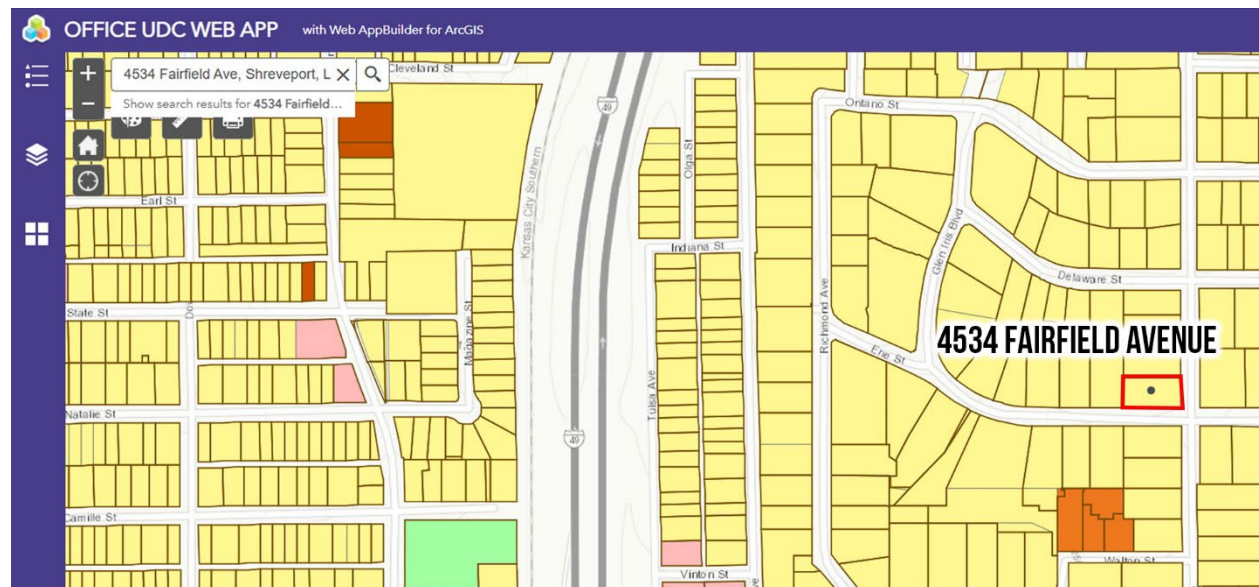 OFFICE UDC WEB APP with Web AppBuilder for ArcGIS
4534 Fairfield Ave, Shreveport, L
Show search results for 4534 Fairfield...
Cleveland St
49
Ontario St
Olga St
Kansas City Southern
Earl St
Indiana St
Glen Iris Blvd
Delaware St
State St
Magazine St
Richmond Ave
4534 FAIRFIELD AVENUE
Erie St
Tulsa Ave
Natalie St
49
Camille St
Walton St
Vinton St